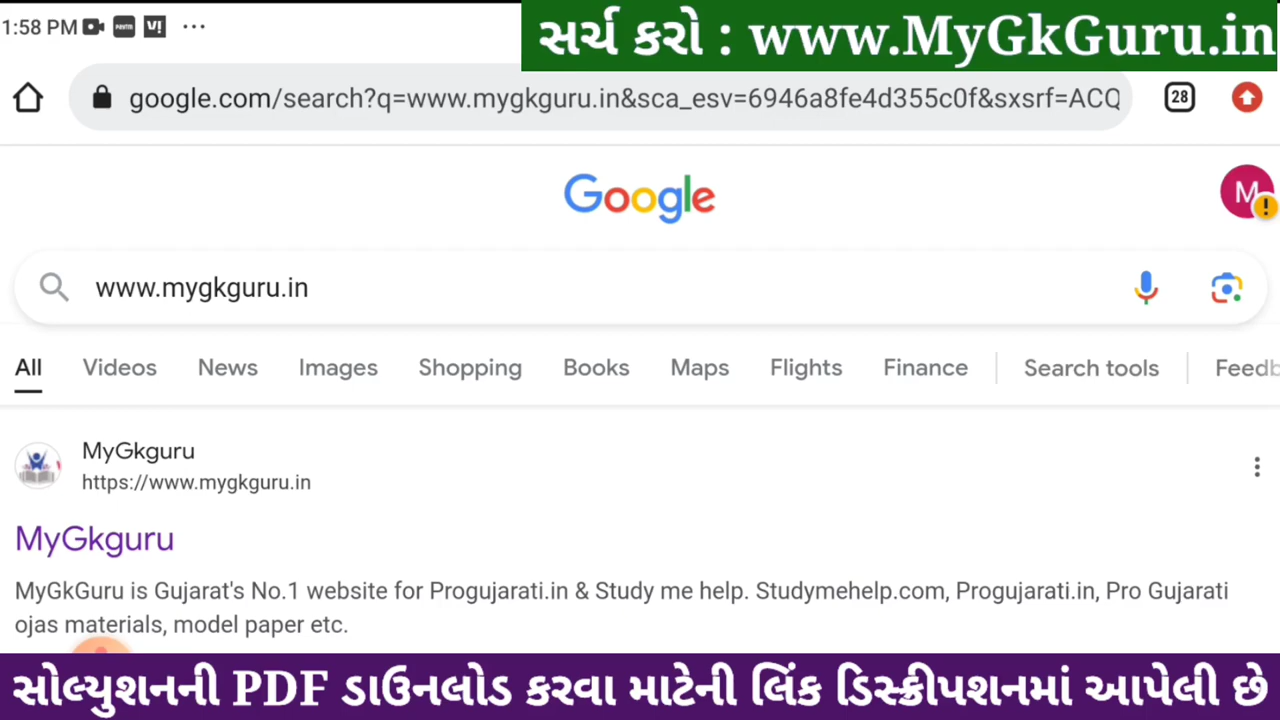 1:58 PM
સર્ચ કરો : www.MyGkGuru.in
google.com/search?q=www.mygkguru.in&sca_esv=6946a8fe4d355c0f&sxsrf=ACQ
28
Google
M
www.mygkguru.in
All Videos News Images Shopping Books Maps Flights Finance Search tools Feedb
MyGkguru
https://www.mygkguru.in
MyGkguru
MyGkGuru is Gujarat's No.1 website for Progujarati.in & Study me help. Studymehelp.com, Progujarati.in, Pro Gujarati
ojas materials, model paper etc.
સોલ્યુશનની PDF ડાઉનલોડ કરવા માટેની લિંક ડિસ્ક્રીપશનમાં આપેલી છે